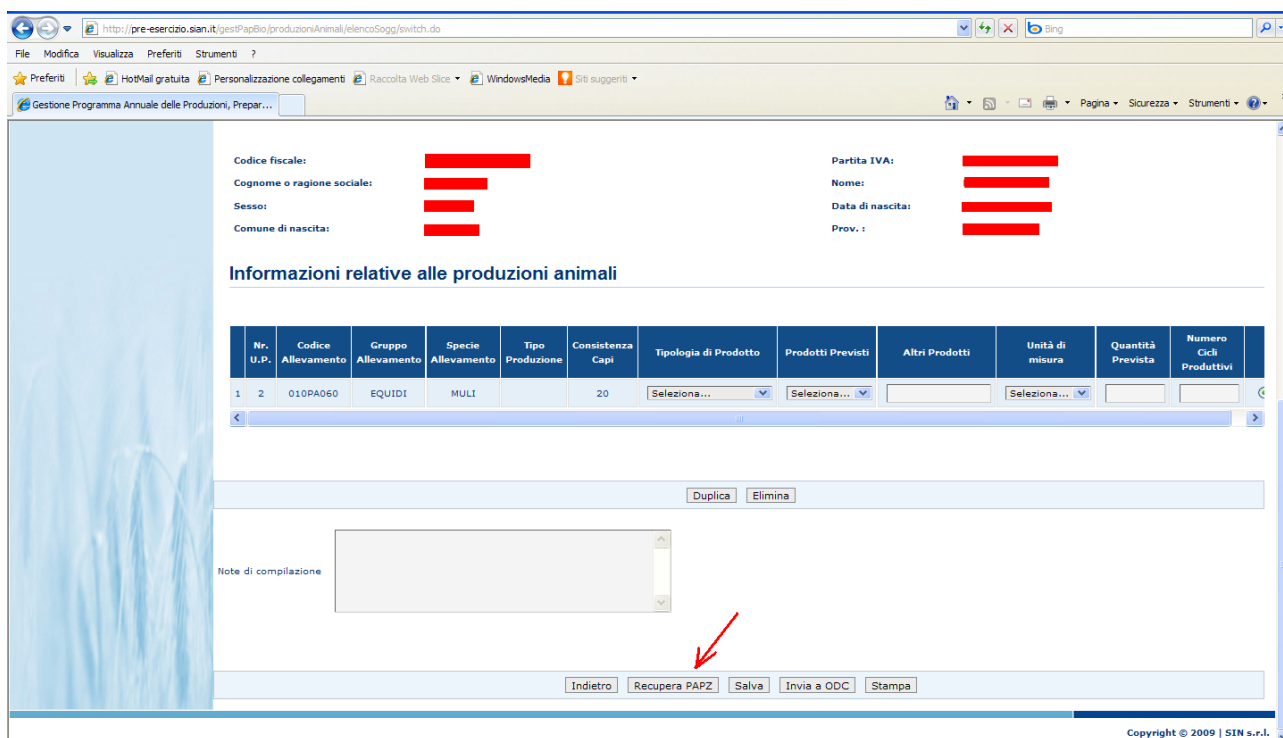 http://pre-esercizio.sian.it/gestPapBio/produzioniAnimali/elencoSogg/switch.do Bing
File Modifica Visualizza Preferiti Strumenti ?
Preferiti HotMail gratuita Personalizzazione collegamenti Raccolta Web Slice WindowsMedia Siti suggeriti
Gestione Programma Annuale delle Produzioni, Prepar... Pagina Sicurezza Strumenti
Codice fiscale: Partita IVA:
Cognome o ragione sociale: Nome:
Sesso: Data di nascita:
Comune di nascita: Prov. :
Informazioni relative alle produzioni animali
Nr. U.P. Codice Allevamento Gruppo Allevamento Specie Allevamento Tipo Produzione Consistenza Capi Tipologia di Prodotto Prodotti Previsti Altri Prodotti Unità di misura Quantità Prevista Numero Cicli Produttivi
1 2 010PA060 EQUIDI MULI 20 Seleziona... Seleziona... Seleziona...
Duplica Elimina
Note di compilazione
Indietro Recupera PAPZ Salva Invia a ODC Stampa
Copyright © 2009 | SIN s.r.l.